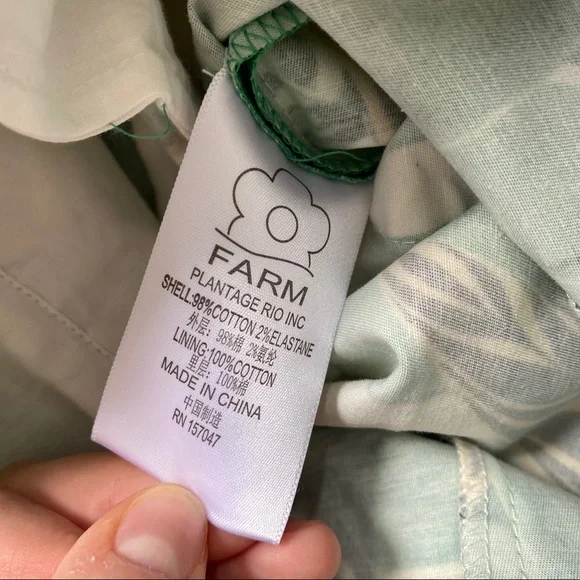 FARM
PLANTAGE RIO INC
SHELL:98%COTTON 2%ELASTANE
外层: 98%棉 2%氨纶
LINING:100%COTTON
里层: 100%棉
MADE IN CHINA
中国制造
RN 157047